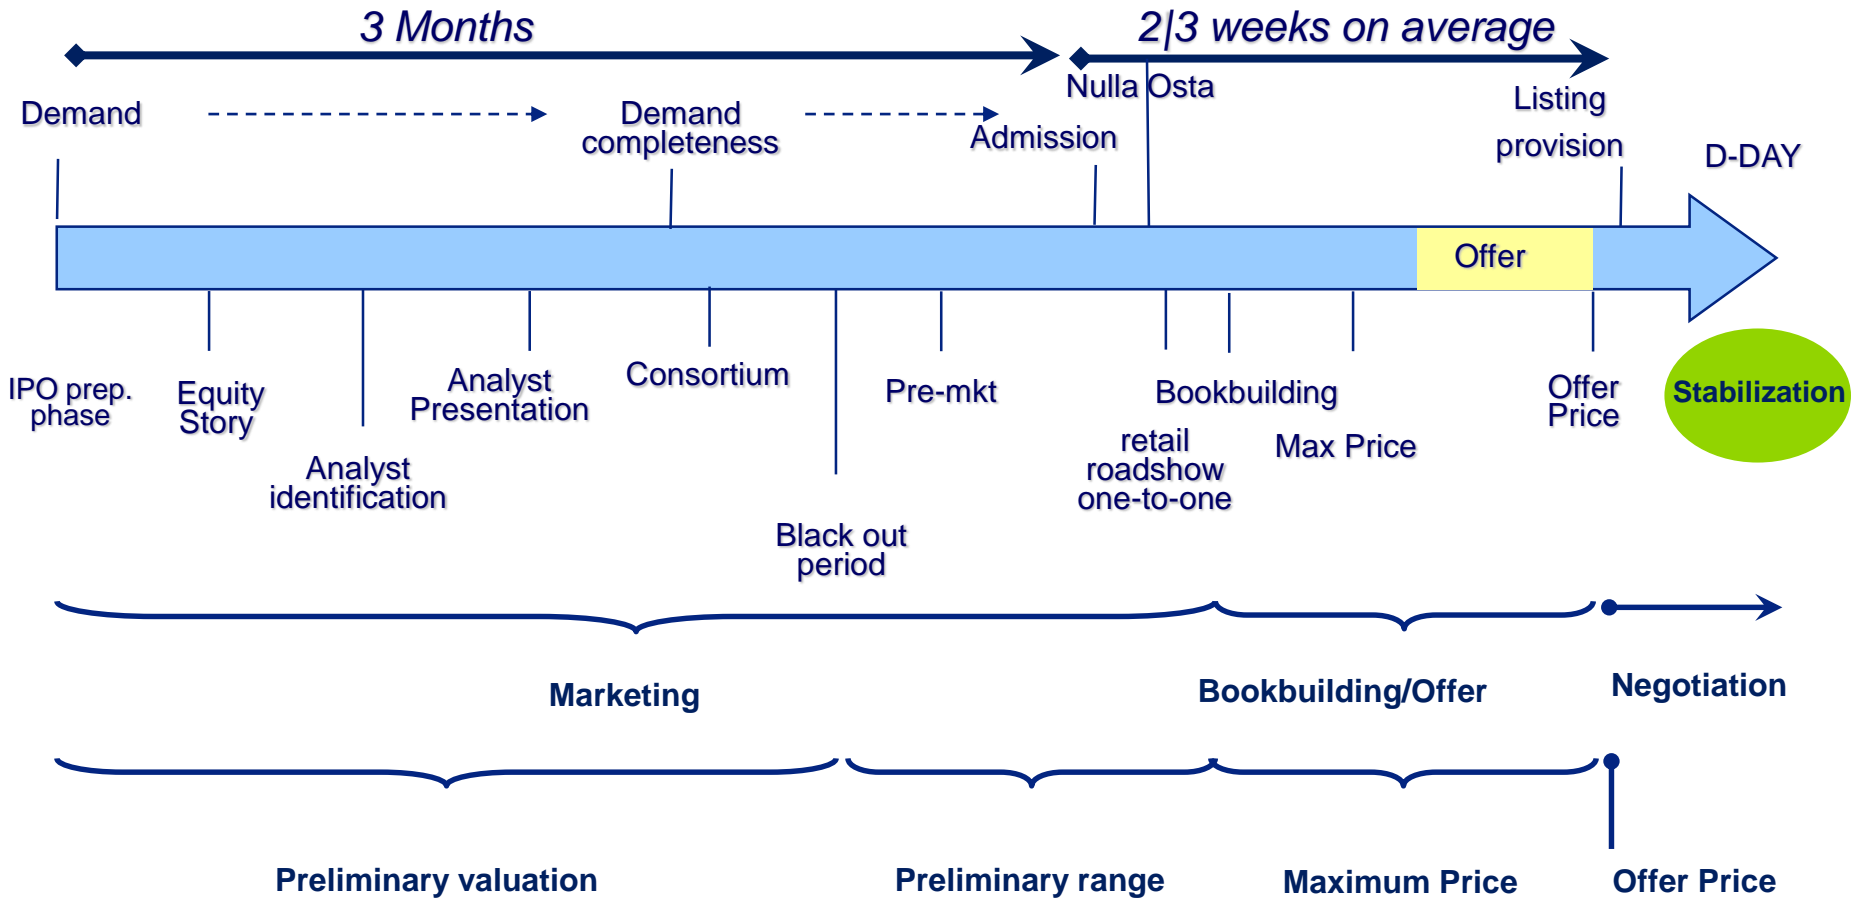 3 Months
2|3 weeks on average
Nulla Osta
Demand
Demand
completeness
Admission
Listing
provision
D-DAY
Offer
IPO prep.
phase
Equity
Story
Analyst
identification
Analyst
Presentation
Consortium
Black out
period
Pre-mkt
Bookbuilding
retail
roadshow
one-to-one
Max Price
Offer
Price
Stabilization
Marketing
Bookbuilding/Offer
Negotiation
Preliminary valuation
Preliminary range
Maximum Price
Offer Price